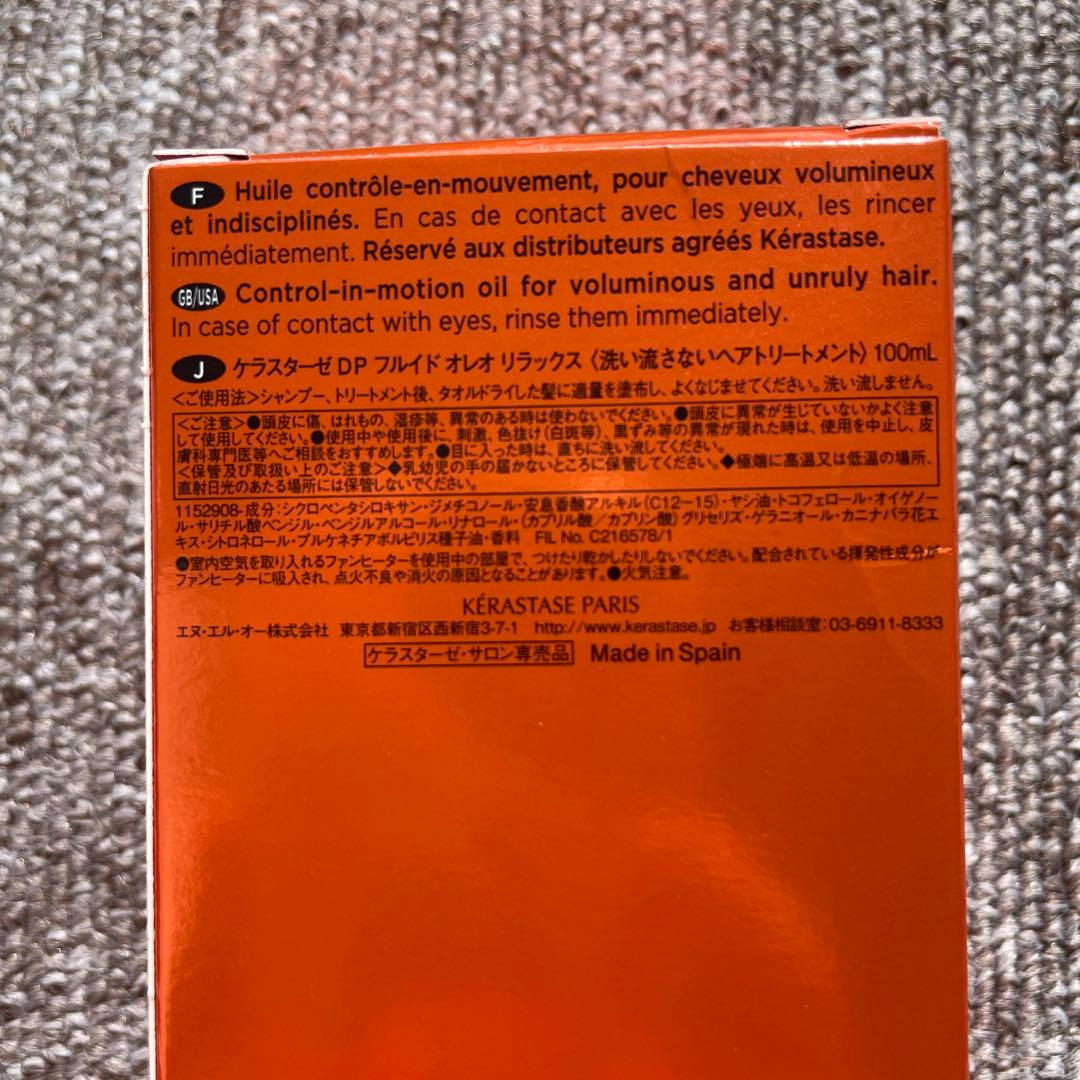 F Huile contrôle-en-mouvement, pour cheveux volumineux
et indisciplinés. En cas de contact avec les yeux, les rincer
immédiatement. Réservé aux distributeurs agréés Kérastase.
GB/USA Control-in-motion oil for voluminous and unruly hair.
In case of contact with eyes, rinse them immediately.
J ケラスターゼ DP フルイド オレオ リラックス〈洗い流さないヘアトリートメント〉100mL
<ご使用法>シャンプー、トリートメント後、タオルドライした髪に適量を塗布し、よくなじませてください。洗い流しません。
<ご注意>●頭皮に傷、はれもの、湿疹等、異常のある時は使わないでください。●頭皮に異常が生じていないかよく注意
して使用してください。●使用中や使用後に、刺激、色抜け(白斑等)、黒ずみ等の異常が現れた時は、使用を中止し、皮
膚科専門医等へご相談をおすすめします。●目に入った時は、直ちに洗い流してください。
<保管及び取扱い上のご注意>◆乳幼児の手の届かないところに保管してください。◆極端に高温又は低温の場所、
直射日光のあたる場所には保管しないでください。
1152908-成分:シクロペンタシロキサン・ジメチコノール・安息香酸アルキル(C12-15)・ヤシ油・トコフェロール・オイゲノー
ル・サリチル酸ベンジル・ベンジルアルコール・リナロール・(カプリル酸/カプリン酸)グリセリズ・ゲラニオール・カニナバラ花エ
キス・シトロネロール・プルケネチアボルビリス種子油・香料 FIL No. C216578/1
●室内空気を取り入れるファンヒーターを使用中の部屋で、つけたり乾かしたりしないでください。配合されている揮発性成分が
ファンヒーターに吸入され、点火不良や消火の原因となることがあります。●火気注意。
KÉRASTASE PARIS
エヌ・エル・オー株式会社 東京都新宿区西新宿3-7-1 http://www.kerastase.jp お客様相談室:03-6911-8333
ケラスターゼ・サロン専売品 Made in Spain